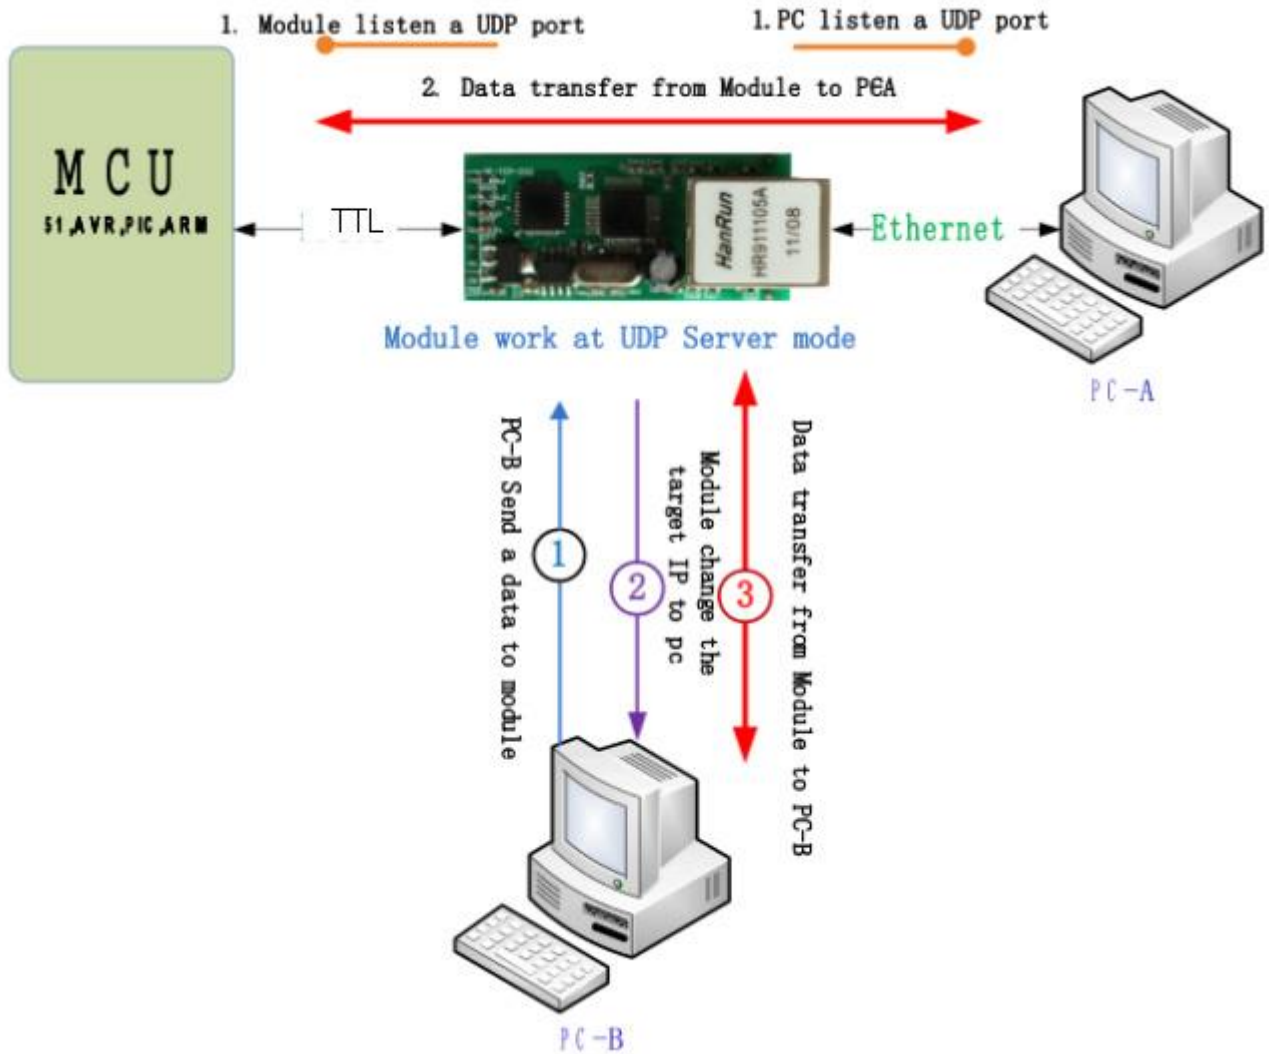 1. Module listen a UDP port
1. PC listen a UDP port
2. Data transfer from Module to PCA
MCU
51,AVR,PIC,ARM
TTL
HanRun
HR911105A
11/08
Ethernet
Module work at UDP Server mode
PC-A
PC-B Send a data to module
1
2
Module change the
target IP to pc
3
Data transfer from Module to PC-B
PC-B